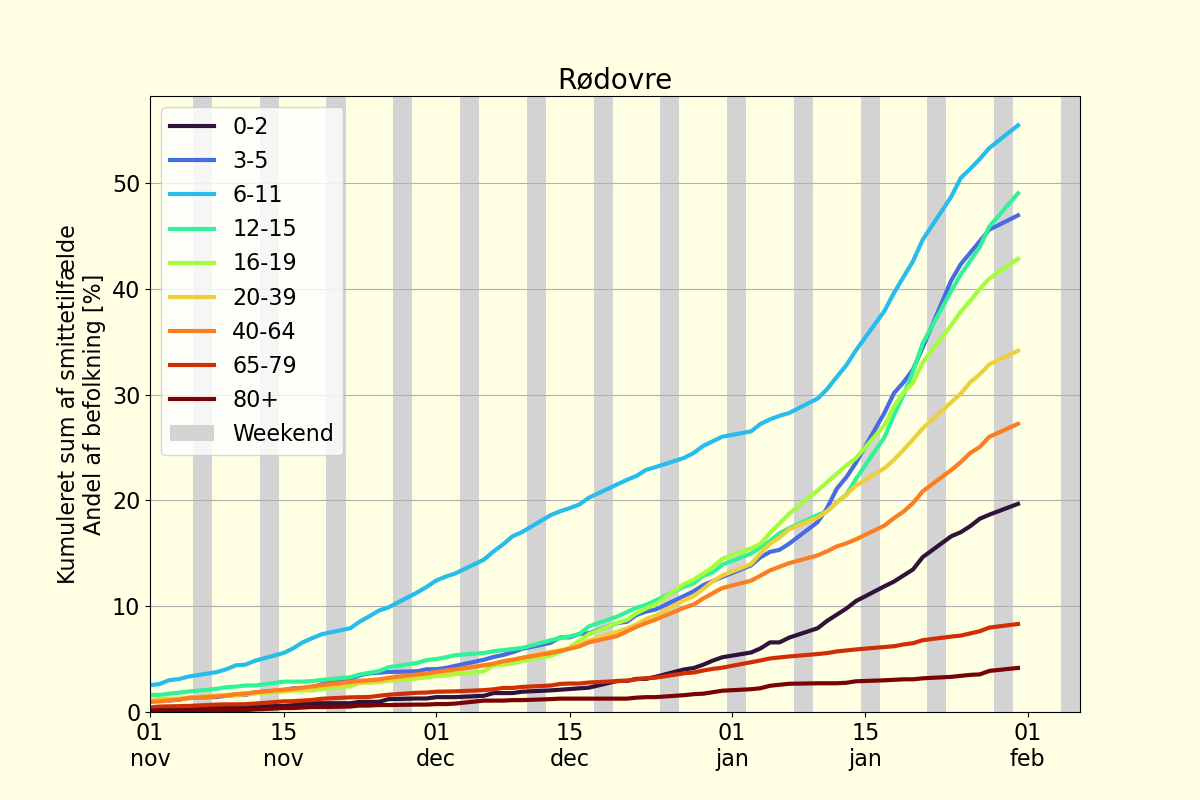 Rødovre
Kumuleret sum af smittetilfælde
Andel af befolkning [%]
50
40
30
20
10
0
0-2
3-5
6-11
12-15
16-19
20-39
40-64
65-79
80+
Weekend
01 15 01 15 01 15 01
nov nov dec dec jan jan feb